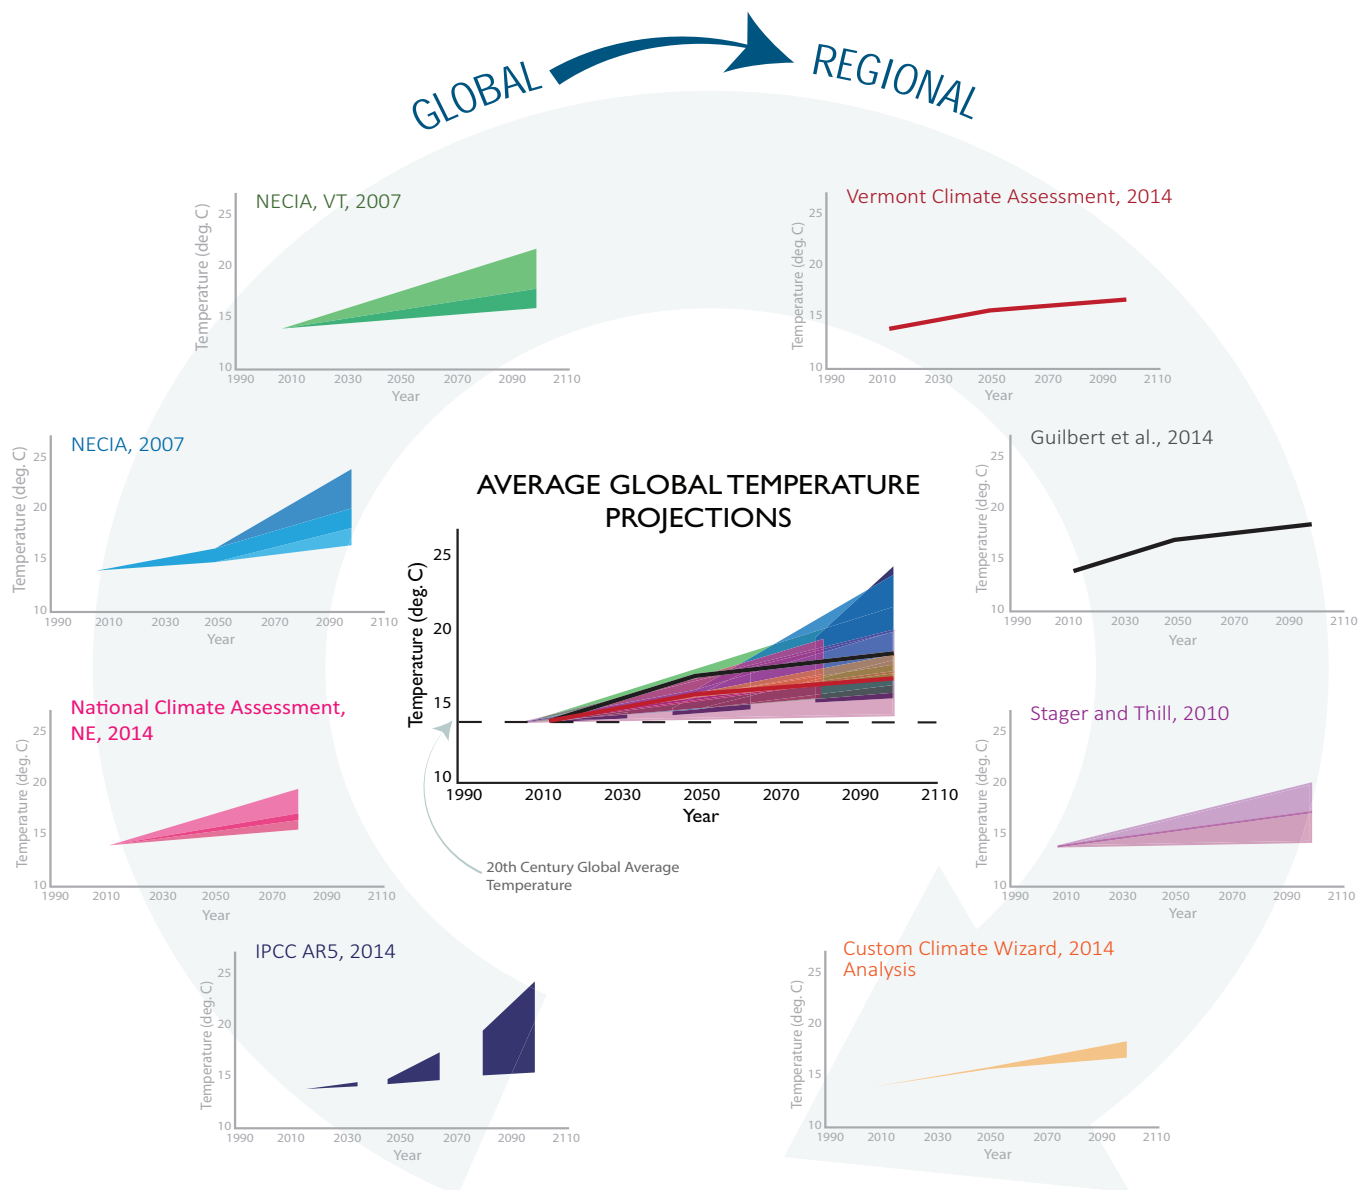 GLOBAL
REGIONAL
NECIA, VT, 2007
Temperature (deg. C)
25
20
15
10
1990 2010 2030 2050 2070 2090 2110
Year
Vermont Climate Assessment, 2014
Temperature (deg. C)
25
20
15
10
1990 2010 2030 2050 2070 2090 2110
Year
NECIA, 2007
Temperature (deg. C)
25
20
15
10
1990 2010 2030 2050 2070 2090 2110
Year
AVERAGE GLOBAL TEMPERATURE
PROJECTIONS
Temperature (deg. C)
25
20
15
10
1990 2010 2030 2050 2070 2090 2110
Year
20th Century Global Average
Temperature
Guilbert et al., 2014
Temperature (deg. C)
25
20
15
10
1990 2010 2030 2050 2070 2090 2110
Year
National Climate Assessment,
NE, 2014
Temperature (deg. C)
25
20
15
10
1990 2010 2030 2050 2070 2090 2110
Year
Stager and Thill, 2010
Temperature (deg. C)
25
20
15
10
1990 2010 2030 2050 2070 2090 2110
Year
IPCC AR5, 2014
Temperature (deg. C)
25
20
15
10
1990 2010 2030 2050 2070 2090 2110
Year
Custom Climate Wizard, 2014
Analysis
Temperature (deg. C)
25
20
15
10
1990 2010 2030 2050 2070 2090 2110
Year